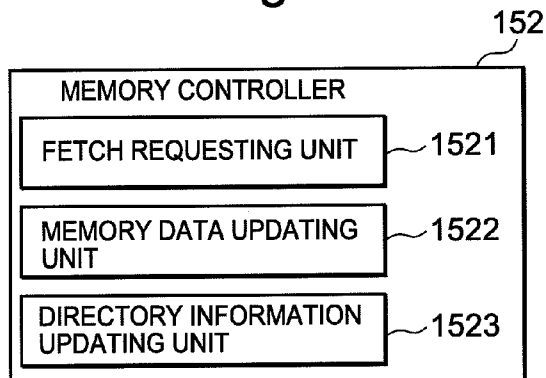 152
MEMORY CONTROLLER
FETCH REQUESTING UNIT
1521
MEMORY DATA UPDATING
UNIT
1522
DIRECTORY INFORMATION
UPDATING UNIT
1523